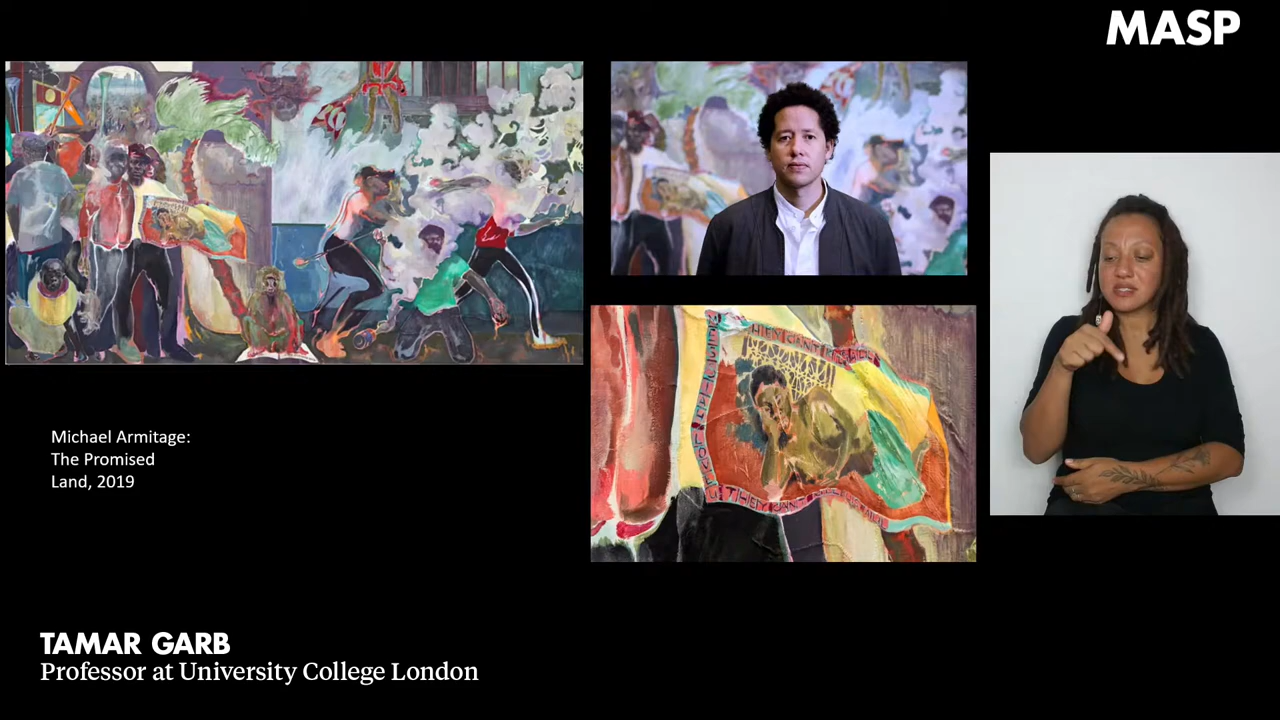 MASP
Michael Armitage:
The Promised
Land, 2019
TAMAR GARB
Professor at University College London